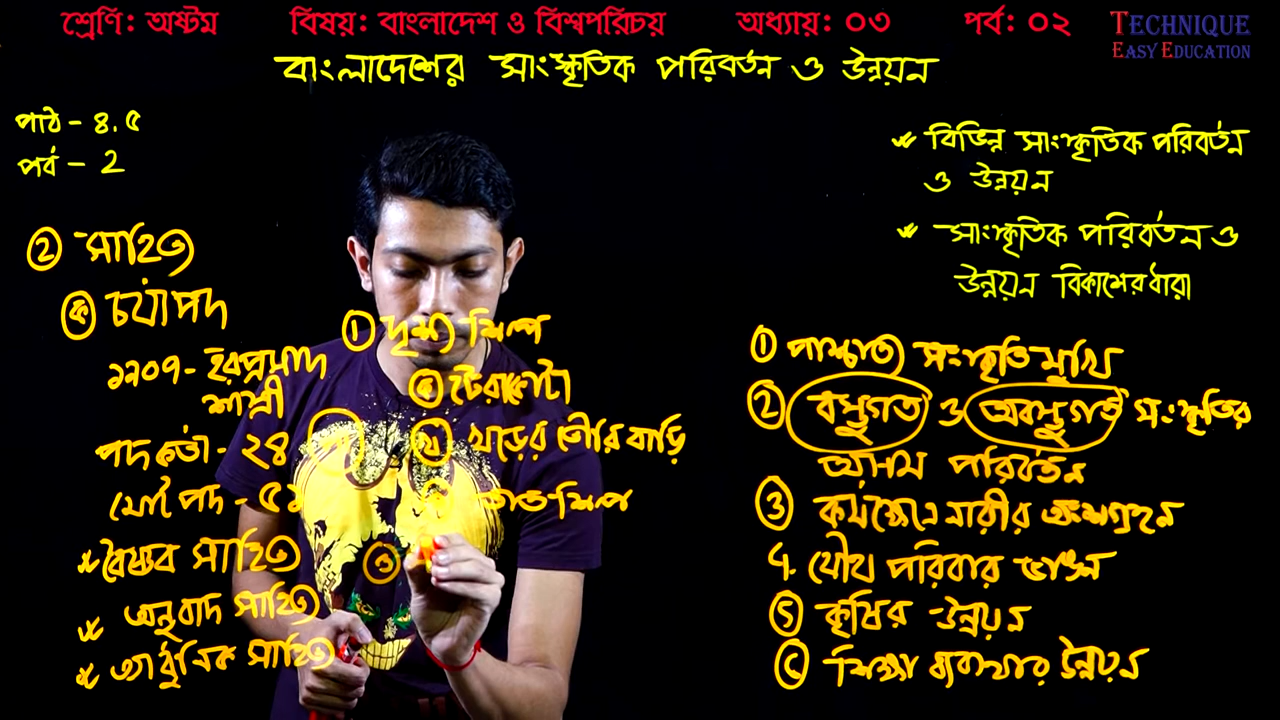 শ্রেণি: অষ্টম বিষয়: বাংলাদেশ ও বিশ্বপরিচয় অধ্যায়: ০৩ পর্ব: ০২
TECHNIQUE
EASY EDUCATION
বাংলাদেশের সাংস্কৃতিক পরিবর্তন ও উন্নয়ন
পাঠ - ৪.৫
পর্ব - 2
② সাহিত্য
ক চর্যাপদ
১৯০৭ - হরপ্রসাদ
শাস্ত্রী
পদকর্তা - ২৪
মোট পদ - ৫১
* বৈষ্ণব সাহিত্য
* অনুবাদ সাহিত্য
* আধুনিক সাহিত্য
① দৃশ্য শিল্প
ক টেরাকোটা
খ খড়ের তৈরি বাড়ি
তাঁত শিল্প
* বিভিন্ন সাংস্কৃতিক পরিবর্তন
ও উন্নয়ন
* সাংস্কৃতিক পরিবর্তন ও
উন্নয়ন বিকাশের ধারা
① পাশ্চাত্য সংস্কৃতিমুখি
② বস্তুগত ও অবস্তুগত সংস্কৃতির
অসম পরিবর্তন
③ কর্মক্ষেত্রে নারীর অংশগ্রহন
4. যৌথ পরিবার ভাঙন
⑤ কৃষির উন্নয়ন
⑥ শিক্ষা ব্যবস্থার উন্নয়ন